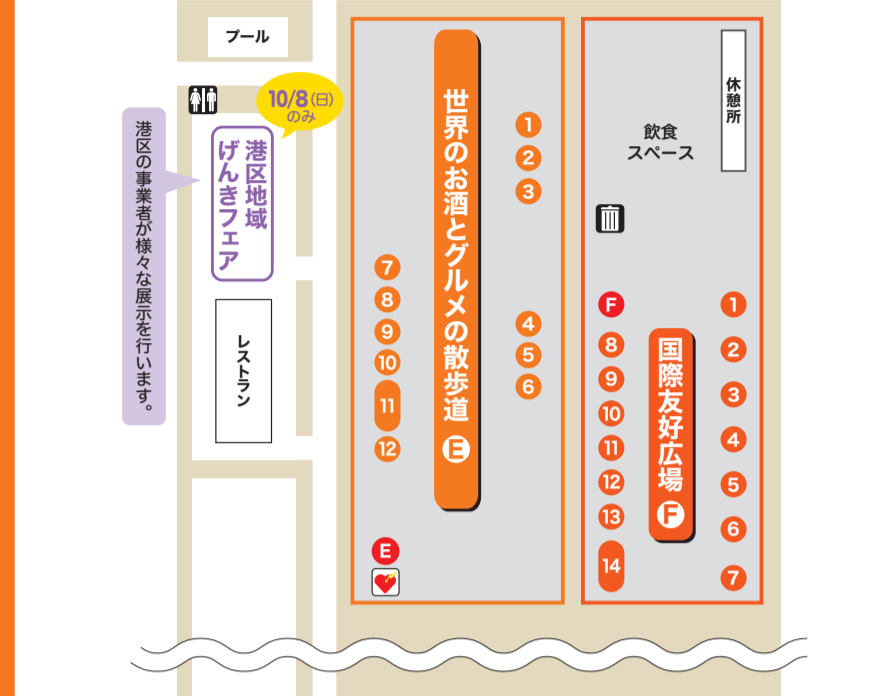 プール
10/8(日)
のみ
港区地域
げんきフェア
港区の事業者が様々な展示を行います。
レストラン
世界のお酒とグルメの散歩道 E
1
2
3
4
5
6
7
8
9
10
11
12
E
休憩所
飲食
スペース
国際友好広場 F
F
8
9
10
11
12
13
14
1
2
3
4
5
6
7